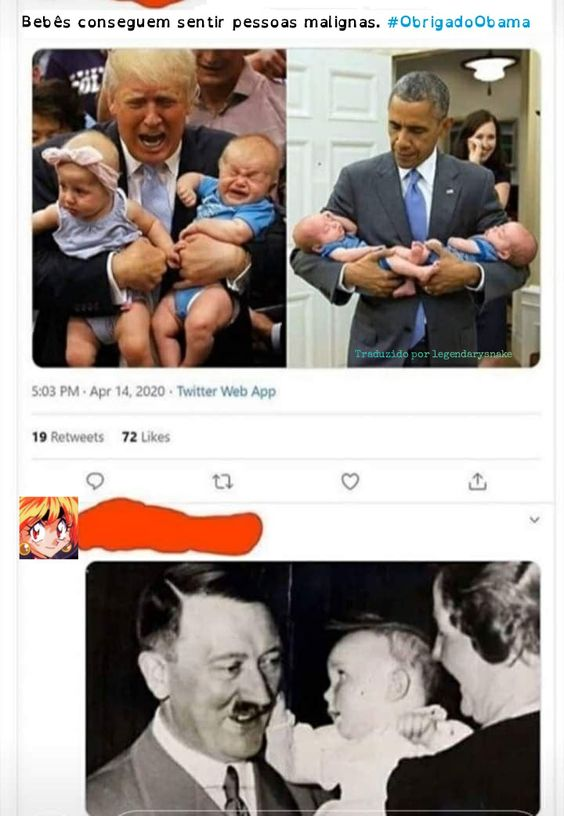 Bebês conseguem sentir pessoas malignas. #ObrigadoObama
Traduzido por legendarysnake
5:03 PM · Apr 14, 2020 · Twitter Web App
19 Retweets 72 Likes